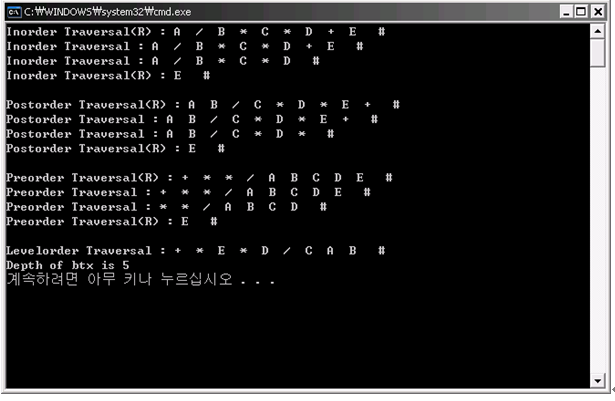 C:\WINDOWS\system32\cmd.exe
Inorder Traversal(R) : A / B * C * D + E #
Inorder Traversal : A / B * C * D + E #
Inorder Traversal : A / B * C * D #
Inorder Traversal(R) : E #
Postorder Traversal(R) : A B / C * D * E + #
Postorder Traversal : A B / C * D * E + #
Postorder Traversal : A B / C * D * #
Postorder Traversal(R) : E #
Preorder Traversal(R) : + * * / A B C D E #
Preorder Traversal : + * * / A B C D E #
Preorder Traversal : * * / A B C D #
Preorder Traversal(R) : E #
Levelorder Traversal : + * E * D / C A B #
Depth of btx is 5
계속하려면 아무 키나 누르십시오 . . .